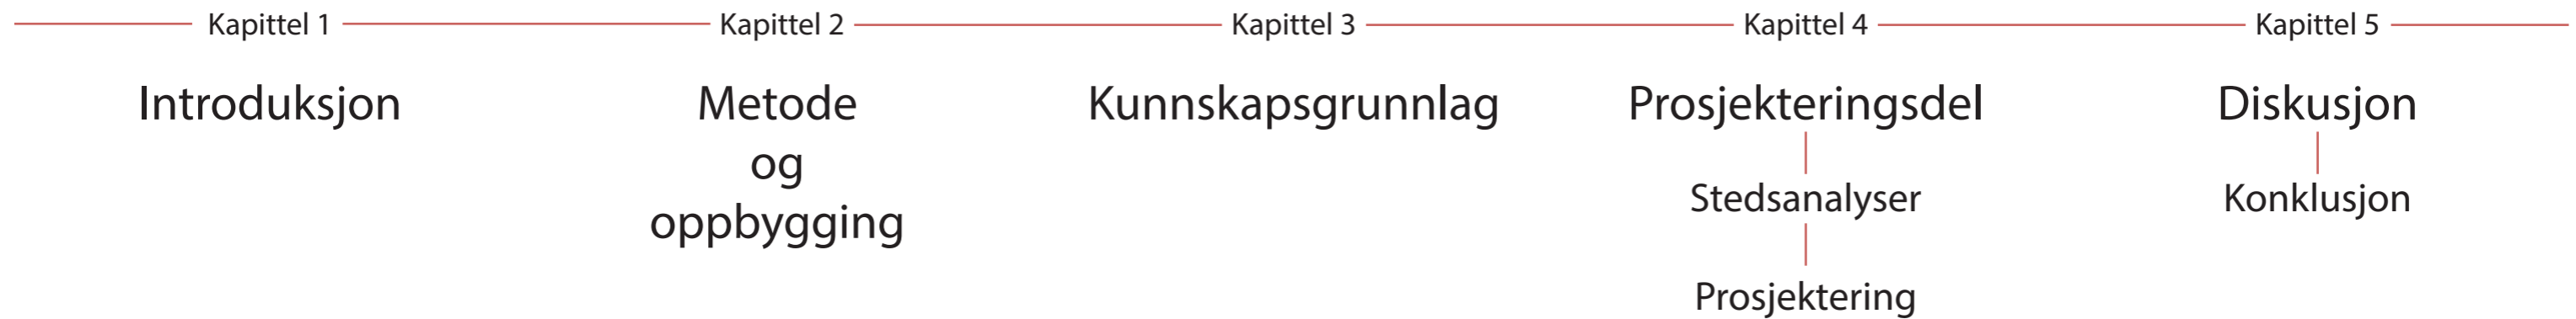 Kapittel 1
Kapittel 2
Kapittel 3
Kapittel 4
Kapittel 5
Introduksjon
Metode
og
oppbygging
Kunnskapsgrunnlag
Prosjekteringsdel
Stedsanalyser
Prosjektering
Diskusjon
Konklusjon